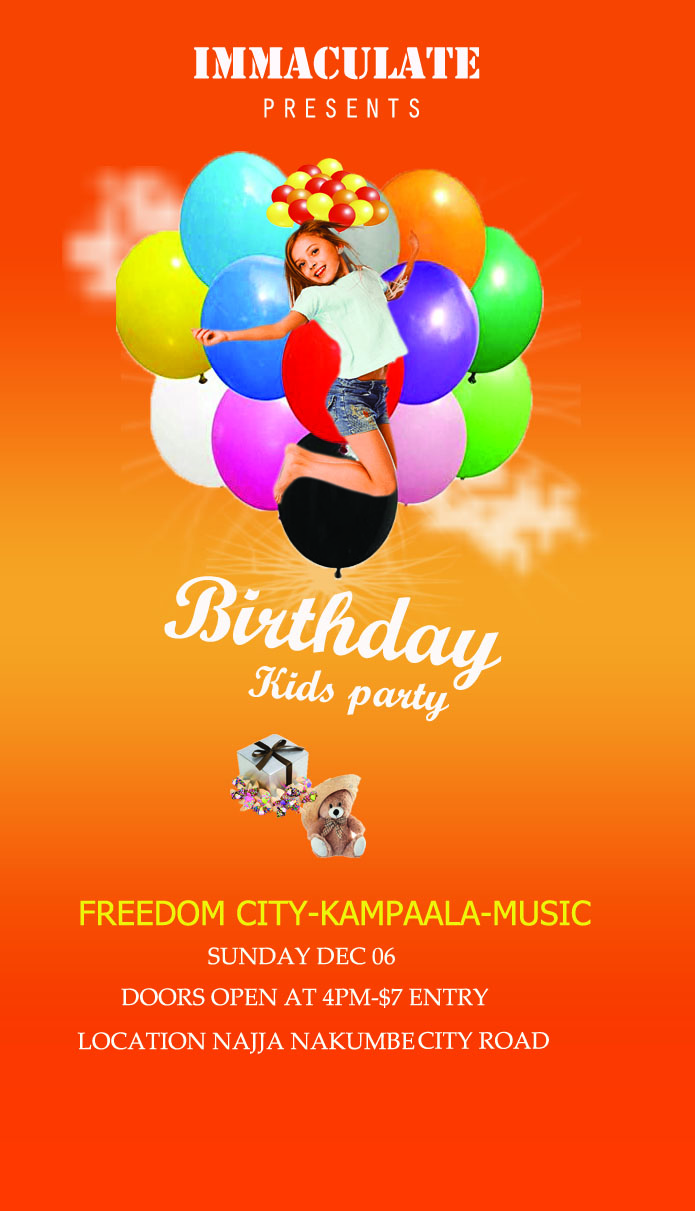 IMMACULATE
PRESENTS
Birthday
Kids party
FREEDOM CITY-KAMPAALA-MUSIC
SUNDAY DEC 06
DOORS OPEN AT 4PM-$7 ENTRY
LOCATION NAJJA NAKUMBE CITY ROAD